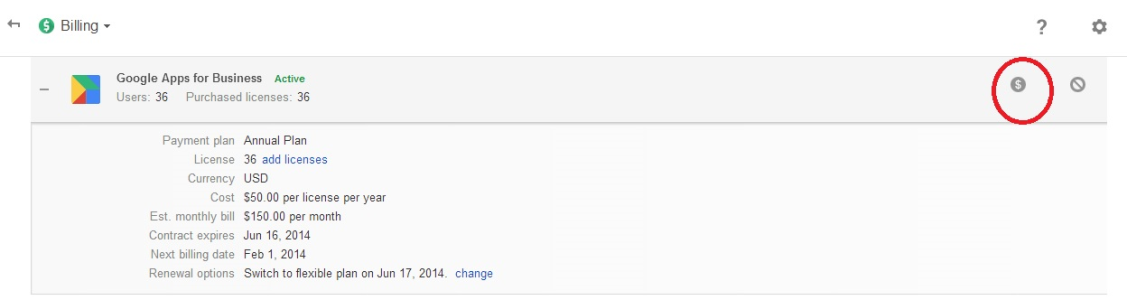 Billing
?
Google Apps for Business Active
Users: 36 Purchased licenses: 36
$
Payment plan Annual Plan
License 36 add licenses
Currency USD
Cost $50.00 per license per year
Est. monthly bill $150.00 per month
Contract expires Jun 16, 2014
Next billing date Feb 1, 2014
Renewal options Switch to flexible plan on Jun 17, 2014. change